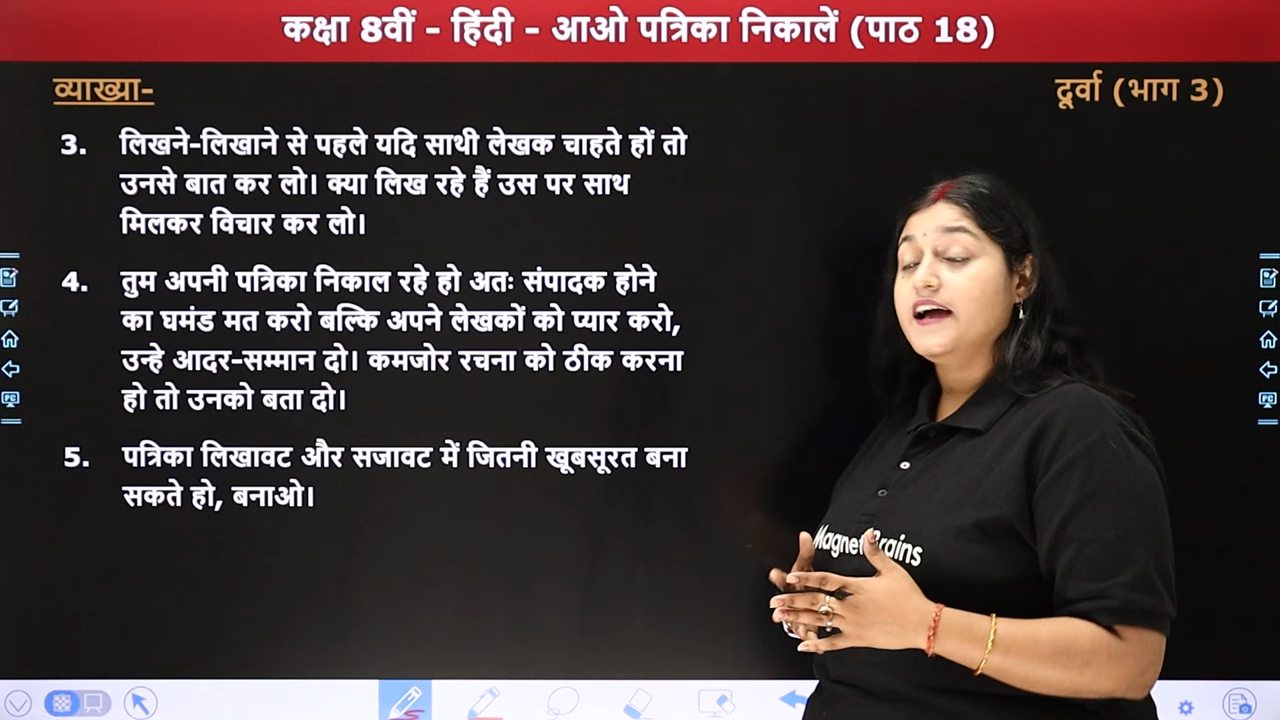 कक्षा 8वीं - हिंदी - आओ पत्रिका निकालें (पाठ 18)
व्याख्या-
दूर्वा (भाग 3)
3. लिखने-लिखाने से पहले यदि साथी लेखक चाहते हों तो
उनसे बात कर लो। क्या लिख रहे हैं उस पर साथ
मिलकर विचार कर लो।
4. तुम अपनी पत्रिका निकाल रहे हो अतः संपादक होने
का घमंड मत करो बल्कि अपने लेखकों को प्यार करो,
उन्हे आदर-सम्मान दो। कमजोर रचना को ठीक करना
हो तो उनको बता दो।
5. पत्रिका लिखावट और सजावट में जितनी खूबसूरत बना
सकते हो, बनाओ।
Magnet Brains